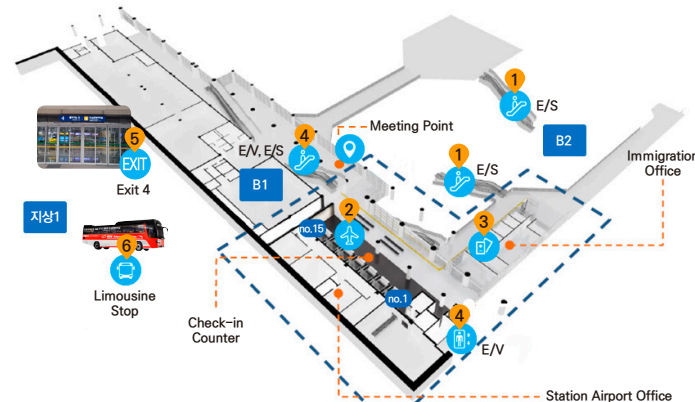 1
E/S
B2
Meeting Point
4
E/V, E/S
5
EXIT
Exit 4
B1
1
E/S
Immigration
Office
지상1
6
Limousine
Stop
2
no.15
3
no.1
Check-in
Counter
4
E/V
Station Airport Office